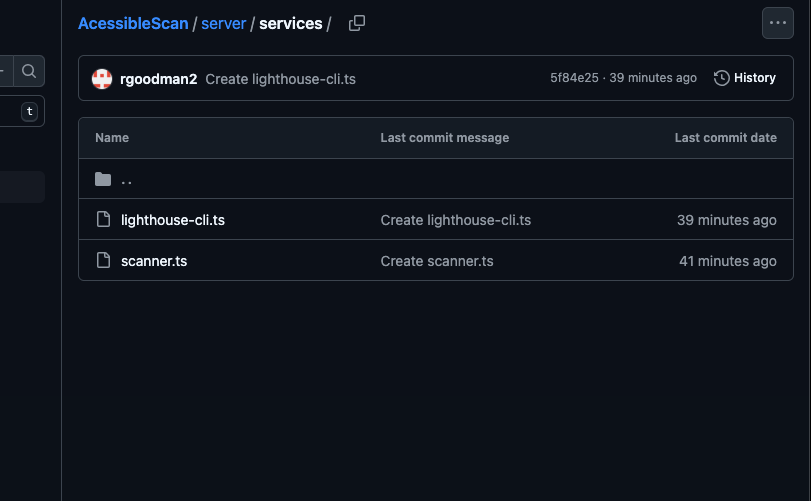 AcessibleScan / server / services /
rgoodman2 Create lighthouse-cli.ts 5f84e25 · 39 minutes ago History
t
Name Last commit message Last commit date
..
lighthouse-cli.ts Create lighthouse-cli.ts 39 minutes ago
scanner.ts Create scanner.ts 41 minutes ago